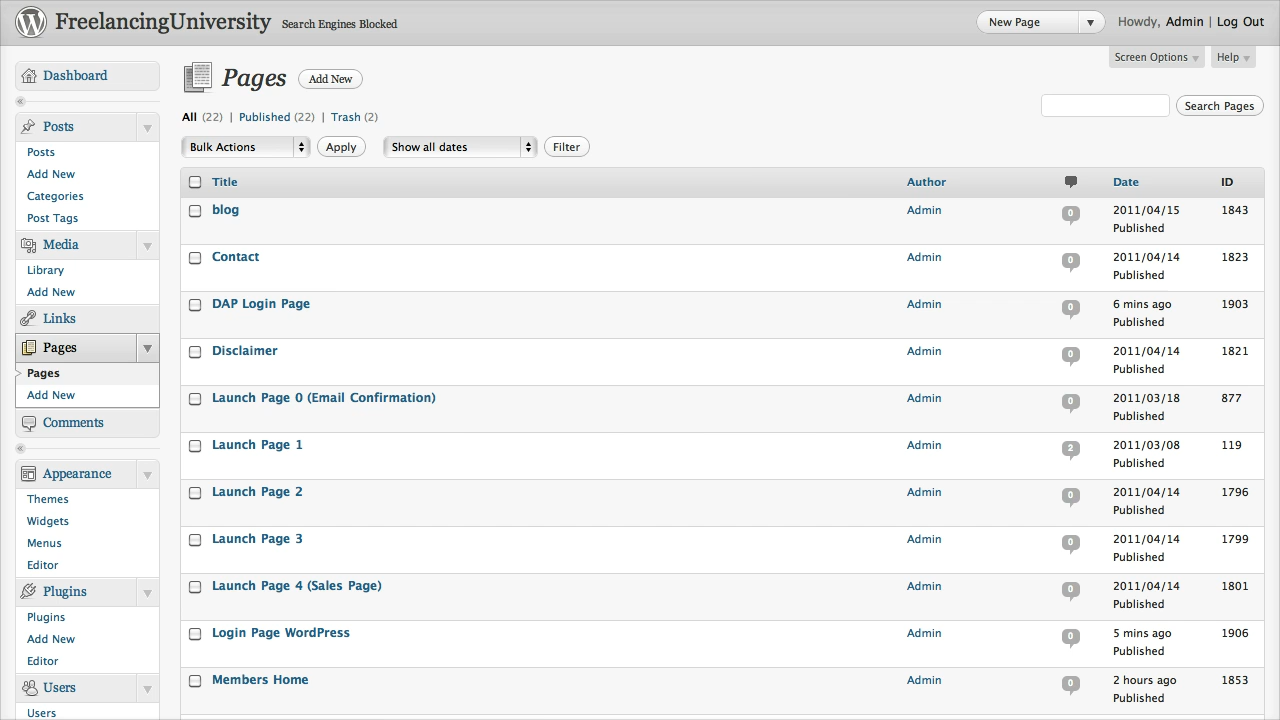 FreelancingUniversity Search Engines Blocked New Page Howdy, Admin | Log Out
Screen Options Help
Dashboard
Posts
Posts
Add New
Categories
Post Tags
Media
Library
Add New
Links
Pages
Pages
Add New
Comments
Appearance
Themes
Widgets
Menus
Editor
Plugins
Plugins
Add New
Editor
Users
Users
Pages Add New
All (22) | Published (22) | Trash (2)
Search Pages
Bulk Actions Apply Show all dates Filter
Title Author Date ID
blog Admin 0 2011/04/15 1843
Published
Contact Admin 0 2011/04/14 1823
Published
DAP Login Page Admin 0 6 mins ago 1903
Published
Disclaimer Admin 0 2011/04/14 1821
Published
Launch Page 0 (Email Confirmation) Admin 0 2011/03/18 877
Published
Launch Page 1 Admin 2 2011/03/08 119
Published
Launch Page 2 Admin 0 2011/04/14 1796
Published
Launch Page 3 Admin 0 2011/04/14 1799
Published
Launch Page 4 (Sales Page) Admin 0 2011/04/14 1801
Published
Login Page WordPress Admin 0 5 mins ago 1906
Published
Members Home Admin 0 2 hours ago 1853
Published